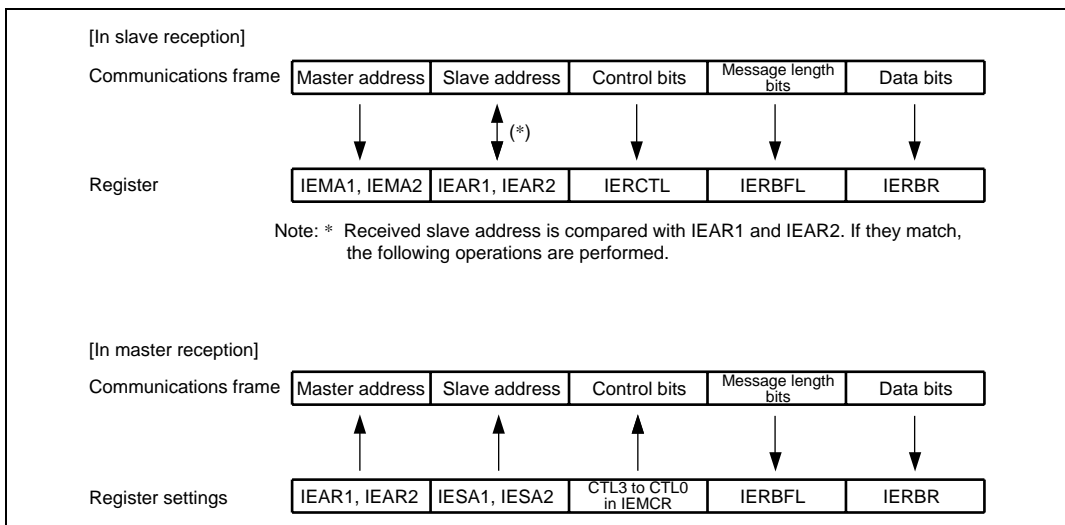 [In slave reception]
Communications frame Master address Slave address Control bits Message length bits Data bits
(*)
Register IEMA1, IEMA2 IEAR1, IEAR2 IERCTL IERBFL IERBR
Note: * Received slave address is compared with IEAR1 and IEAR2. If they match,
the following operations are performed.
[In master reception]
Communications frame Master address Slave address Control bits Message length bits Data bits
Register settings IEAR1, IEAR2 IESA1, IESA2 CTL3 to CTL0 in IEMCR IERBFL IERBR